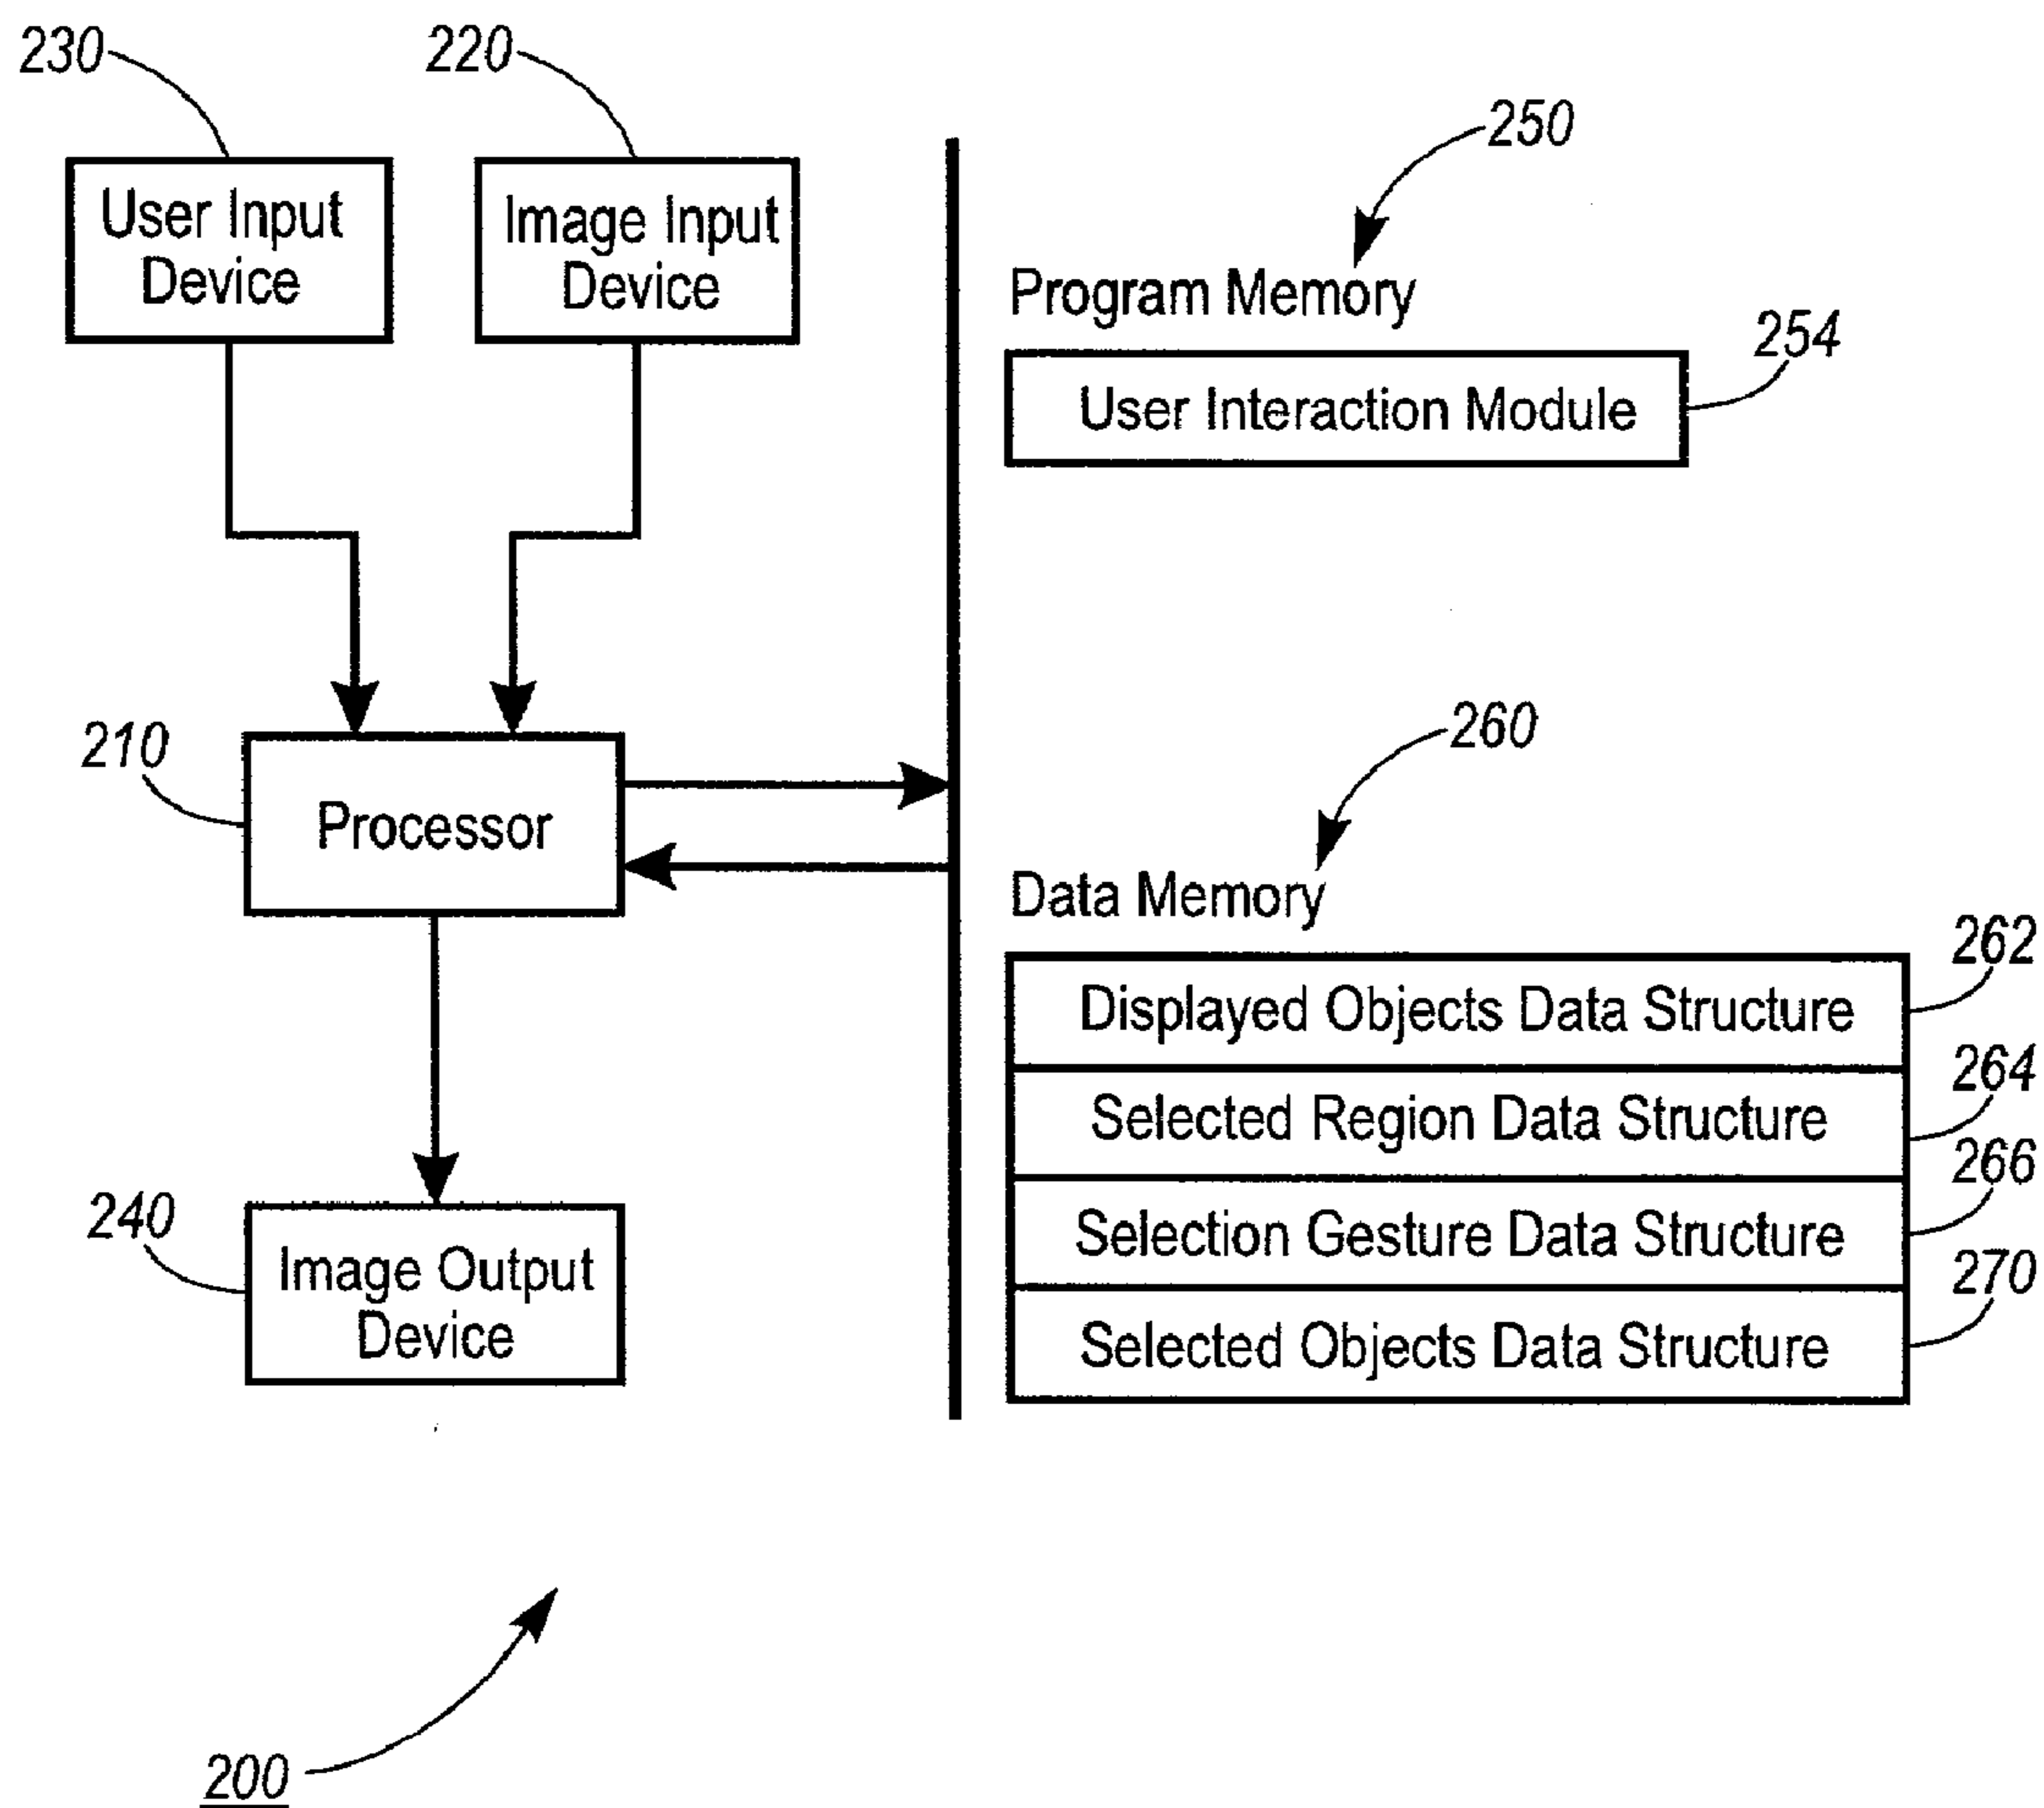 230
220
250
User Input
Device
Image Input
Device
Program Memory
254
User Interaction Module
210
Processor
260
Data Memory
262
Displayed Objects Data Structure
264
Selected Region Data Structure
266
Selection Gesture Data Structure
270
Selected Objects Data Structure
240
Image Output
Device
200